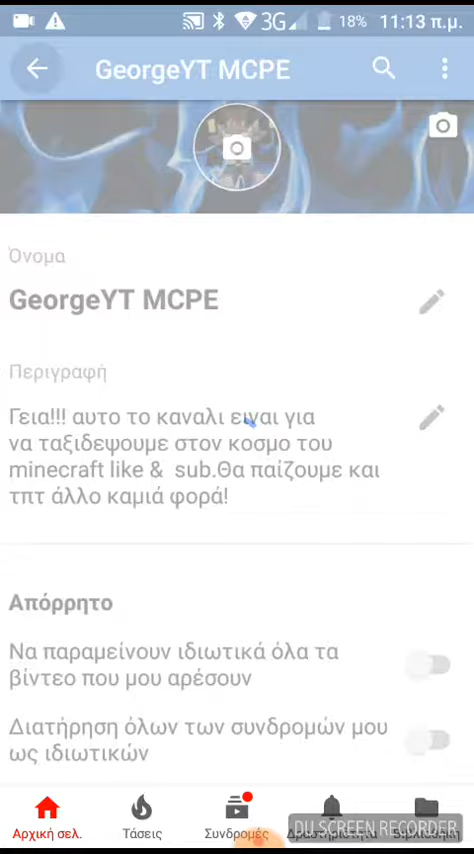 3G 18% 11:13 π.μ.
GeorgeYT MCPE
Όνομα
GeorgeYT MCPE
Περιγραφή
Γεια!!! αυτο το καναλι ειναι για
να ταξιδεψουμε στον κοσμο του
minecraft like & sub.Θα παίζουμε και
τπτ άλλο καμιά φορά!
Απόρρητο
Να παραμείνουν ιδιωτικά όλα τα
βίντεο που μου αρέσουν
Διατήρηση όλων των συνδρομών μου
ως ιδιωτικών
Αρχική σελ. Τάσεις Συνδρομές Δραστηριότητα Βιβλιοθήκη
DU SCREEN RECORDER